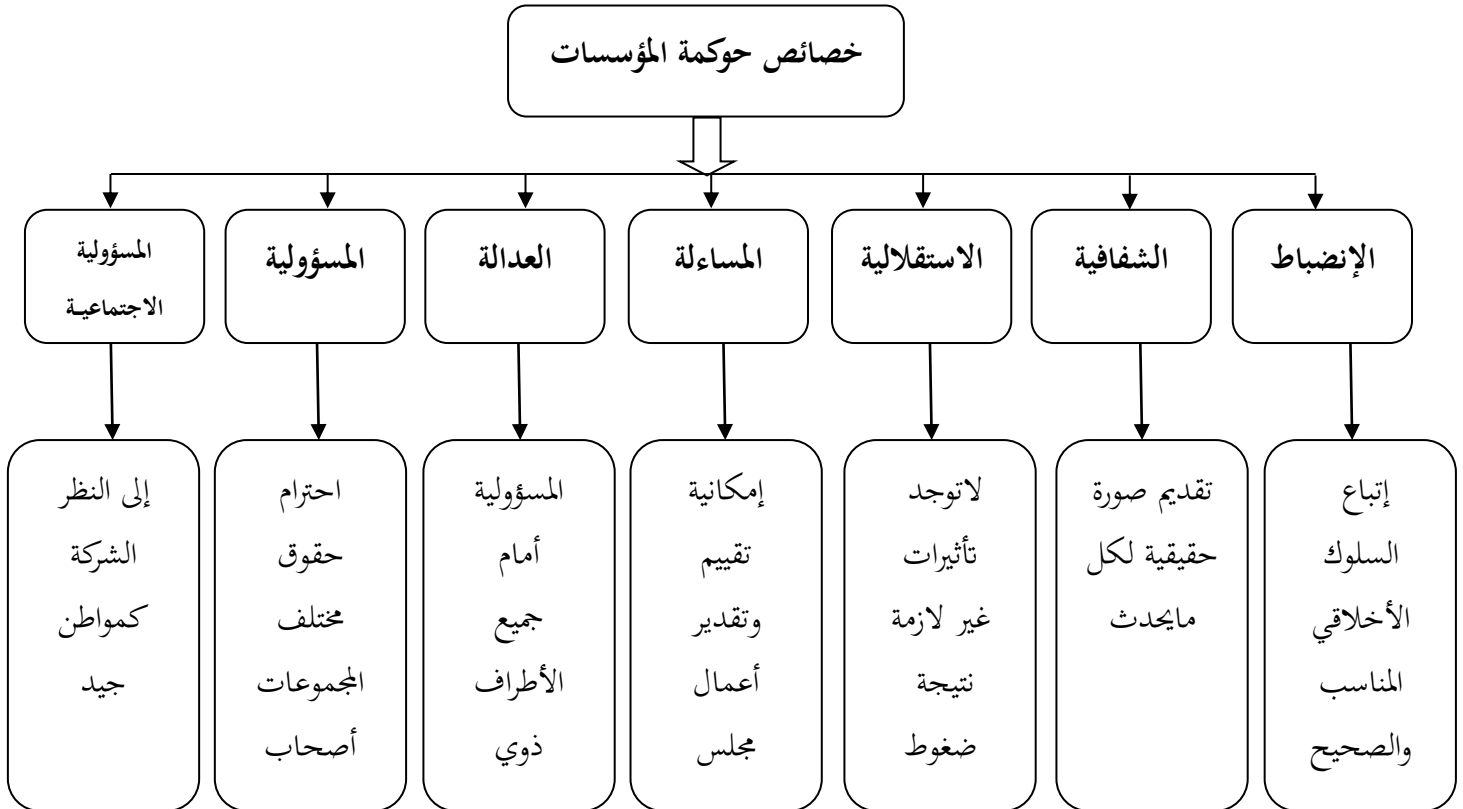 خصائص حوكمة المؤسسات
الإنضباط
الشفافية
الاستقلالية
المساءلة
العدالة
المسؤولية
المسؤولية
الاجتماعيـة
إتباع
السلوك
الأخلاقي
المناسب
والصحيح
تقديم صورة
حقيقية لكل
مايحدث
لاتوجد
تأثيرات
غير لازمة
نتيجة
ضغوط
إمكانية
تقييم
وتقدير
أعمال
مجلس
المسؤولية
أمام
جميع
الأطراف
ذوي
احترام
حقوق
مختلف
المجموعات
أصحاب
إلى النظر
الشركة
كمواطن
جيد